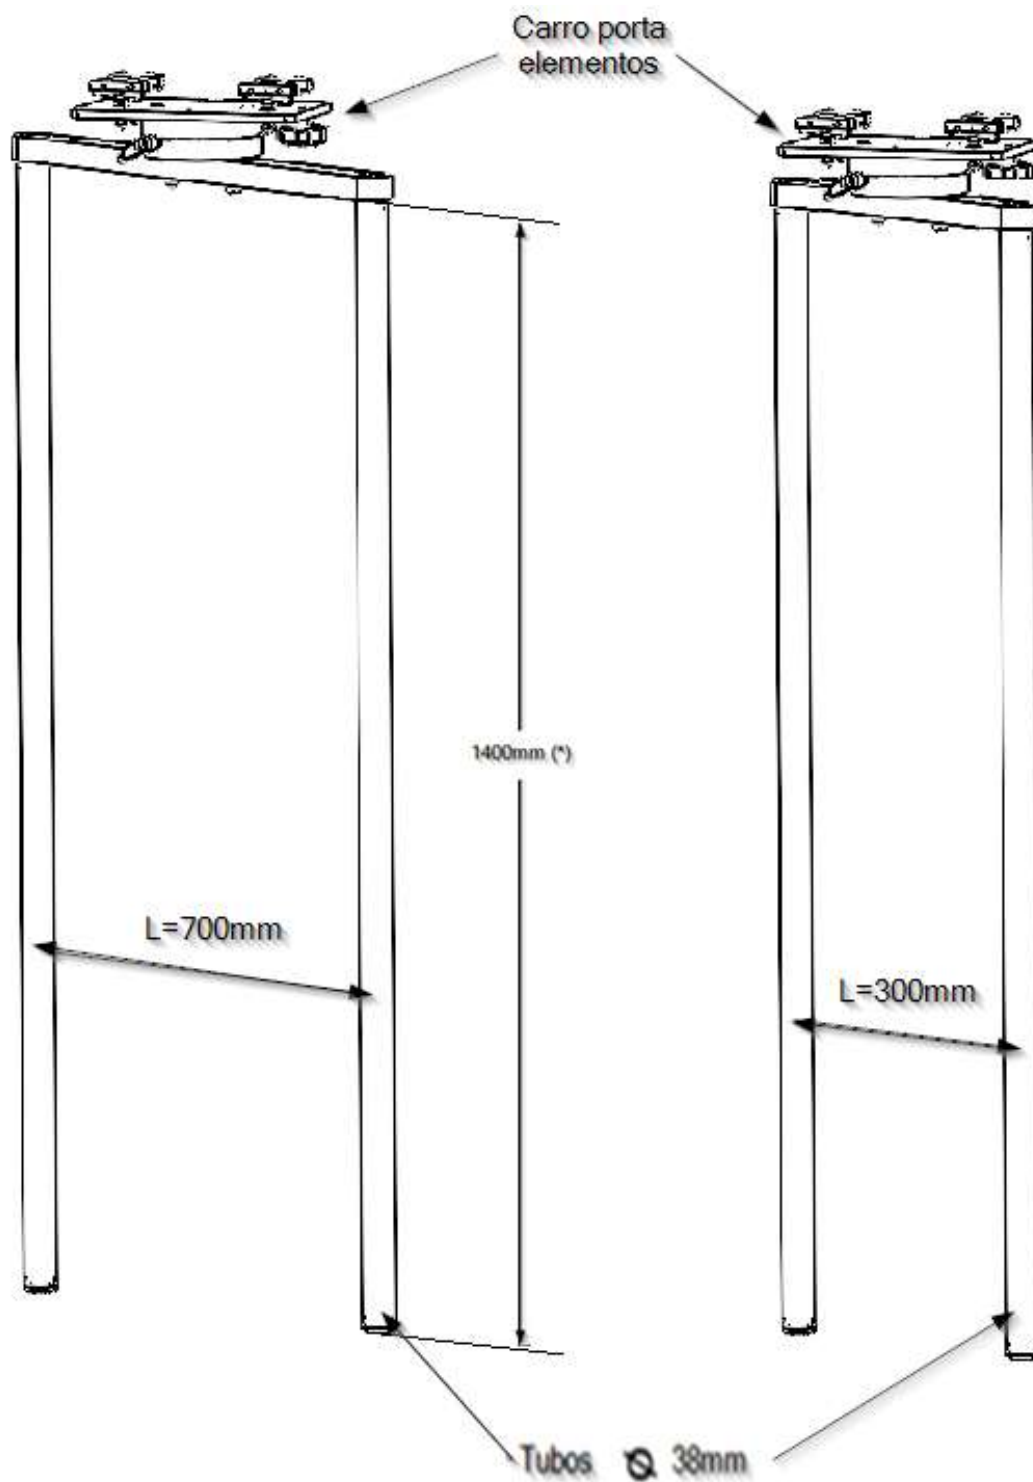 Carro porta
elementos
1400mm (*)
L=700mm
L=300mm
Tubos Ø 38mm